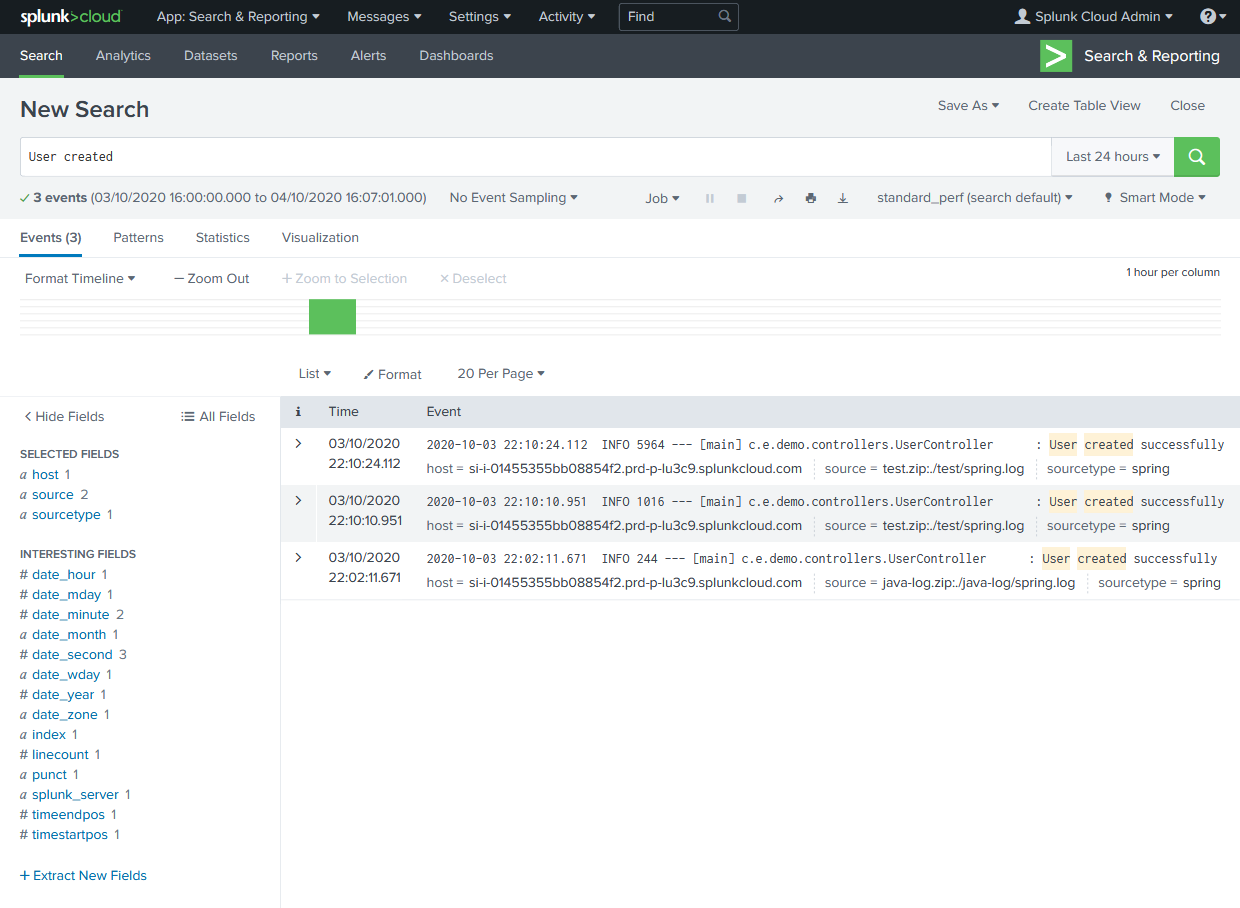 splunk>cloud App: Search & Reporting Messages Settings Activity Find Splunk Cloud Admin ?
Search Analytics Datasets Reports Alerts Dashboards > Search & Reporting
New Search Save As Create Table View Close
User created Last 24 hours
✓ 3 events (03/10/2020 16:00:00.000 to 04/10/2020 16:07:01.000) No Event Sampling Job standard_perf (search default) Smart Mode
Events (3) Patterns Statistics Visualization
Format Timeline — Zoom Out + Zoom to Selection × Deselect 1 hour per column
List Format 20 Per Page
< Hide Fields All Fields
SELECTED FIELDS
a host 1
a source 2
a sourcetype 1
INTERESTING FIELDS
# date_hour 1
# date_mday 1
# date_minute 2
a date_month 1
# date_second 3
a date_wday 1
# date_year 1
a date_zone 1
a index 1
# linecount 1
a punct 1
a splunk_server 1
# timeendpos 1
# timestartpos 1
+ Extract New Fields
i Time Event
> 03/10/2020 22:10:24.112 2020-10-03 22:10:24.112  INFO 5964 --- [main] c.e.demo.controllers.UserController      : User created successfully
host = si-i-01455355bb08854f2.prd-p-lu3c9.splunkcloud.com source = test.zip:./test/spring.log sourcetype = spring
> 03/10/2020 22:10:10.951 2020-10-03 22:10:10.951  INFO 1016 --- [main] c.e.demo.controllers.UserController      : User created successfully
host = si-i-01455355bb08854f2.prd-p-lu3c9.splunkcloud.com source = test.zip:./test/spring.log sourcetype = spring
> 03/10/2020 22:02:11.671 2020-10-03 22:02:11.671  INFO 244 --- [main] c.e.demo.controllers.UserController      : User created successfully
host = si-i-01455355bb08854f2.prd-p-lu3c9.splunkcloud.com source = java-log.zip:./java-log/spring.log sourcetype = spring